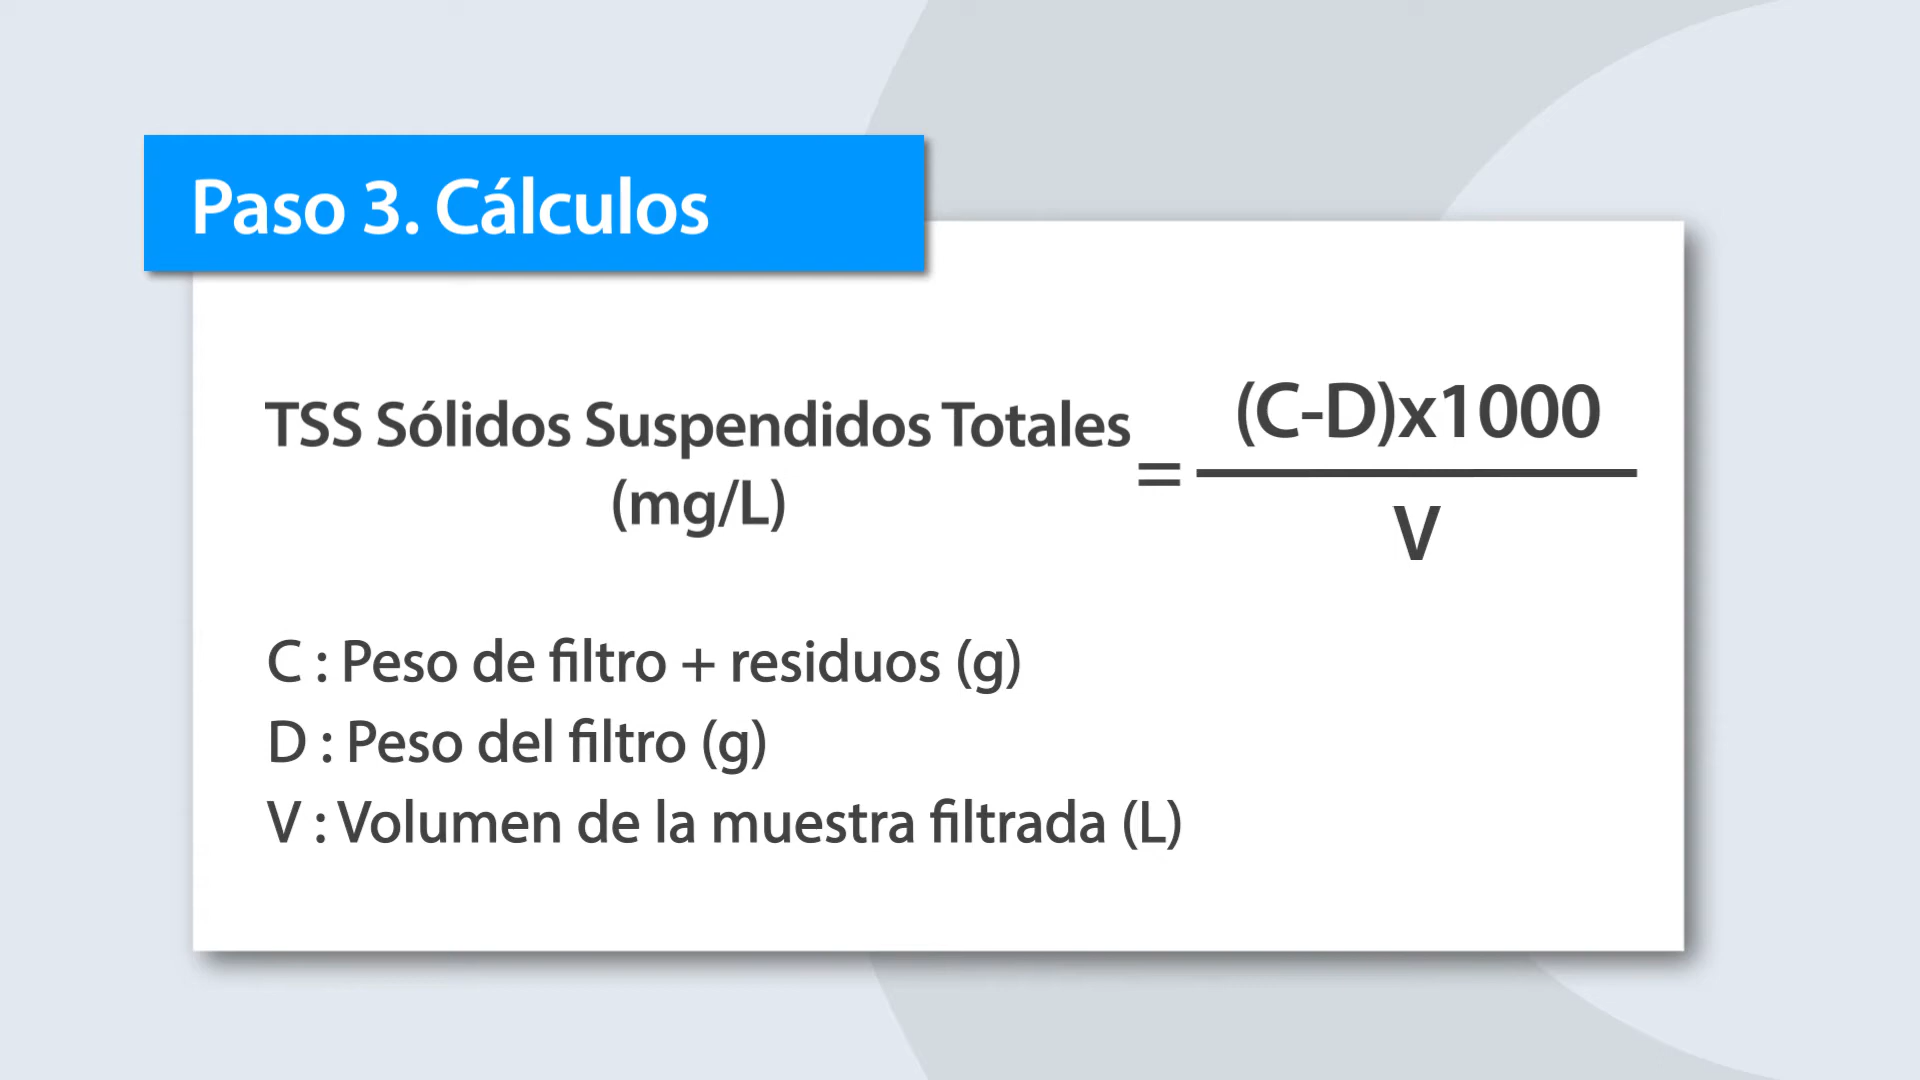 Paso 3. Cálculos
TSS Sólidos Suspendidos Totales
(mg/L)
=
(C-D)x1000
V
C : Peso de filtro + residuos (g)
D : Peso del filtro (g)
V : Volumen de la muestra filtrada (L)